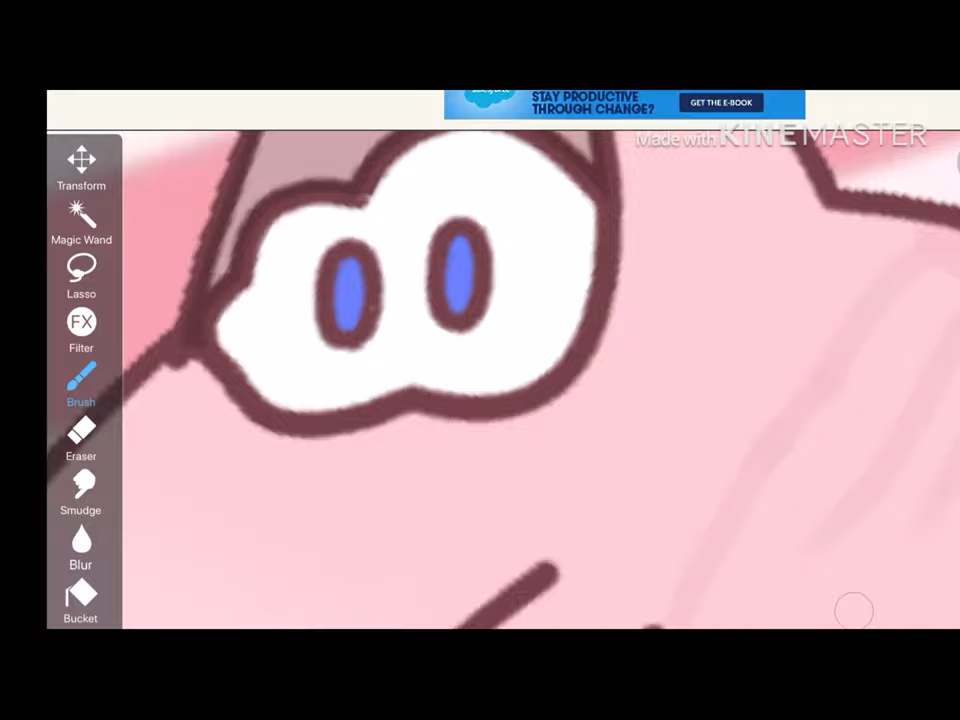 STAY PRODUCTIVE
THROUGH CHANGE?
GET THE E-BOOK
Made with KINEMASTER
Transform
Magic Wand
Lasso
FX
Filter
Brush
Eraser
Smudge
Blur
Bucket